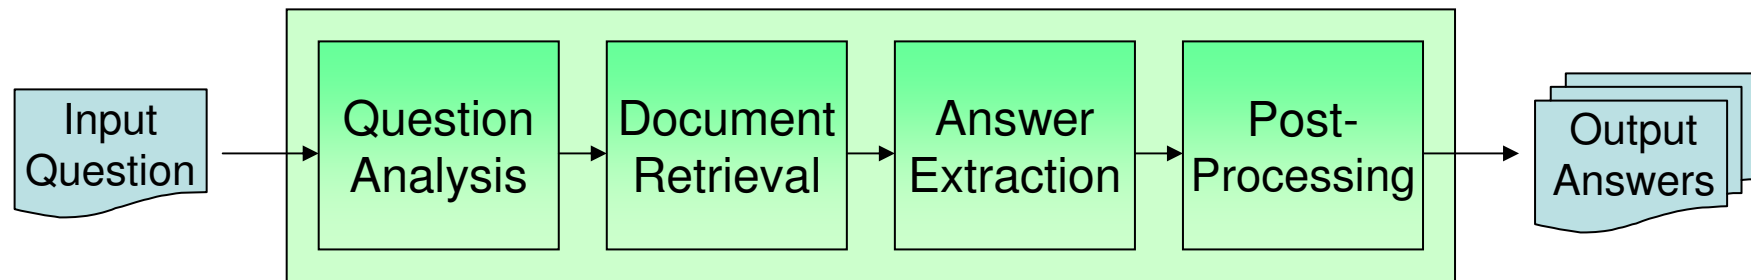 Input
Question
Question
Analysis
Document
Retrieval
Answer
Extraction
Post-
Processing
Output
Answers